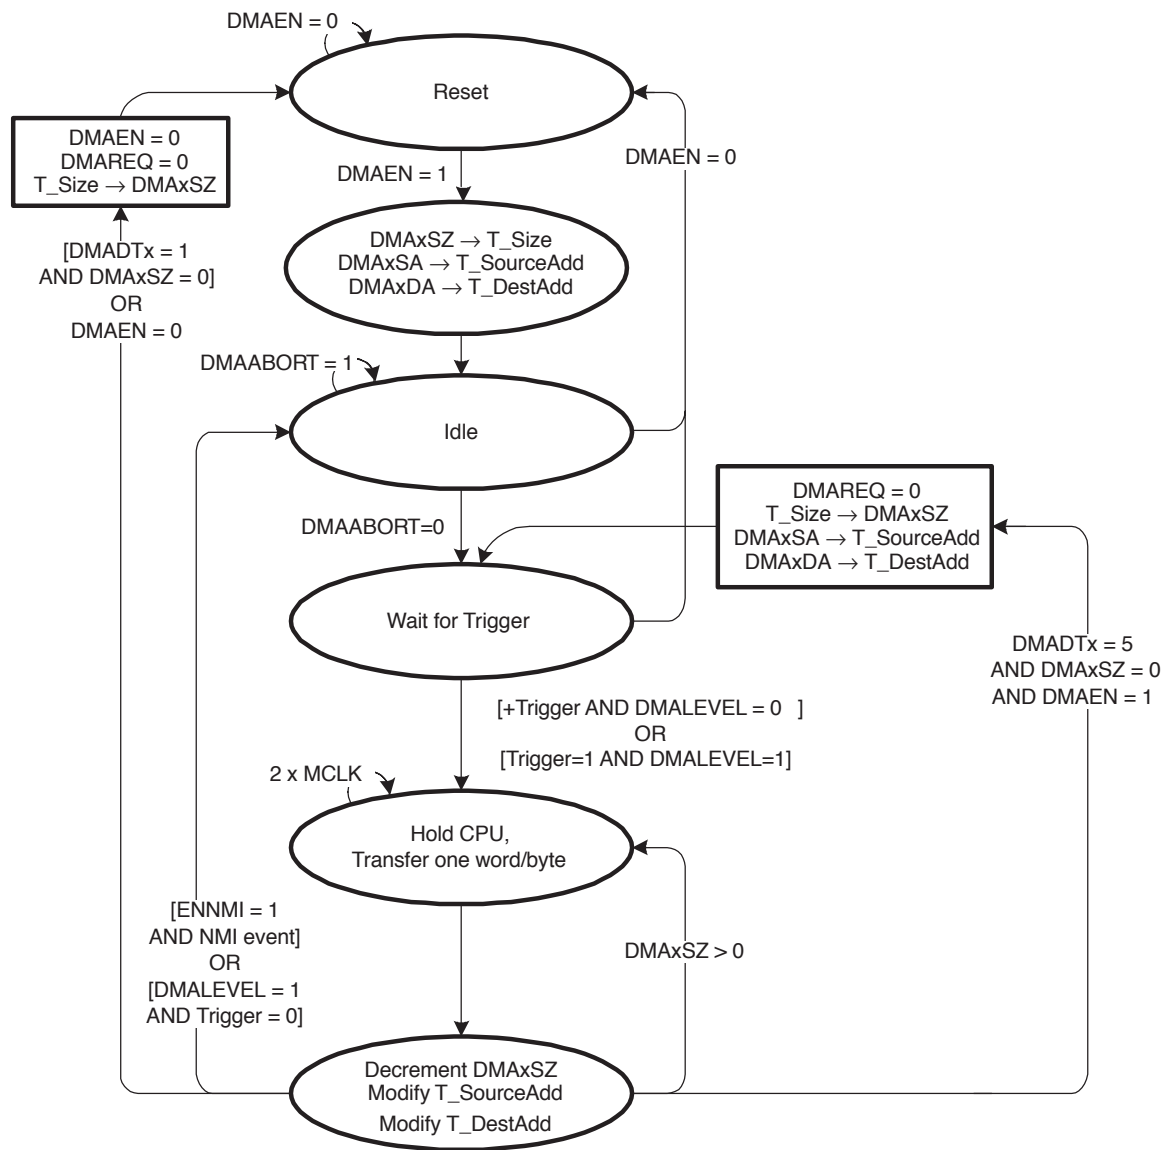 DMAEN = 0
Reset
DMAEN = 0
DMAREQ = 0
T_Size → DMAxSZ
DMAEN = 0
DMAEN = 1
[DMADTx = 1
AND DMAxSZ = 0]
OR
DMAEN = 0
DMAxSZ → T_Size
DMAxSA → T_SourceAdd
DMAxDA → T_DestAdd
DMAABORT = 1
Idle
DMAABORT=0
DMAREQ = 0
T_Size → DMAxSZ
DMAxSA → T_SourceAdd
DMAxDA → T_DestAdd
Wait for Trigger
DMADTx = 5
AND DMAxSZ = 0
AND DMAEN = 1
[+Trigger AND DMALEVEL = 0 ]
OR
[Trigger=1 AND DMALEVEL=1]
2 x MCLK
Hold CPU,
Transfer one word/byte
[ENNMI = 1
AND NMI event]
OR
[DMALEVEL = 1
AND Trigger = 0]
DMAxSZ > 0
Decrement DMAxSZ
Modify T_SourceAdd
Modify T_DestAdd